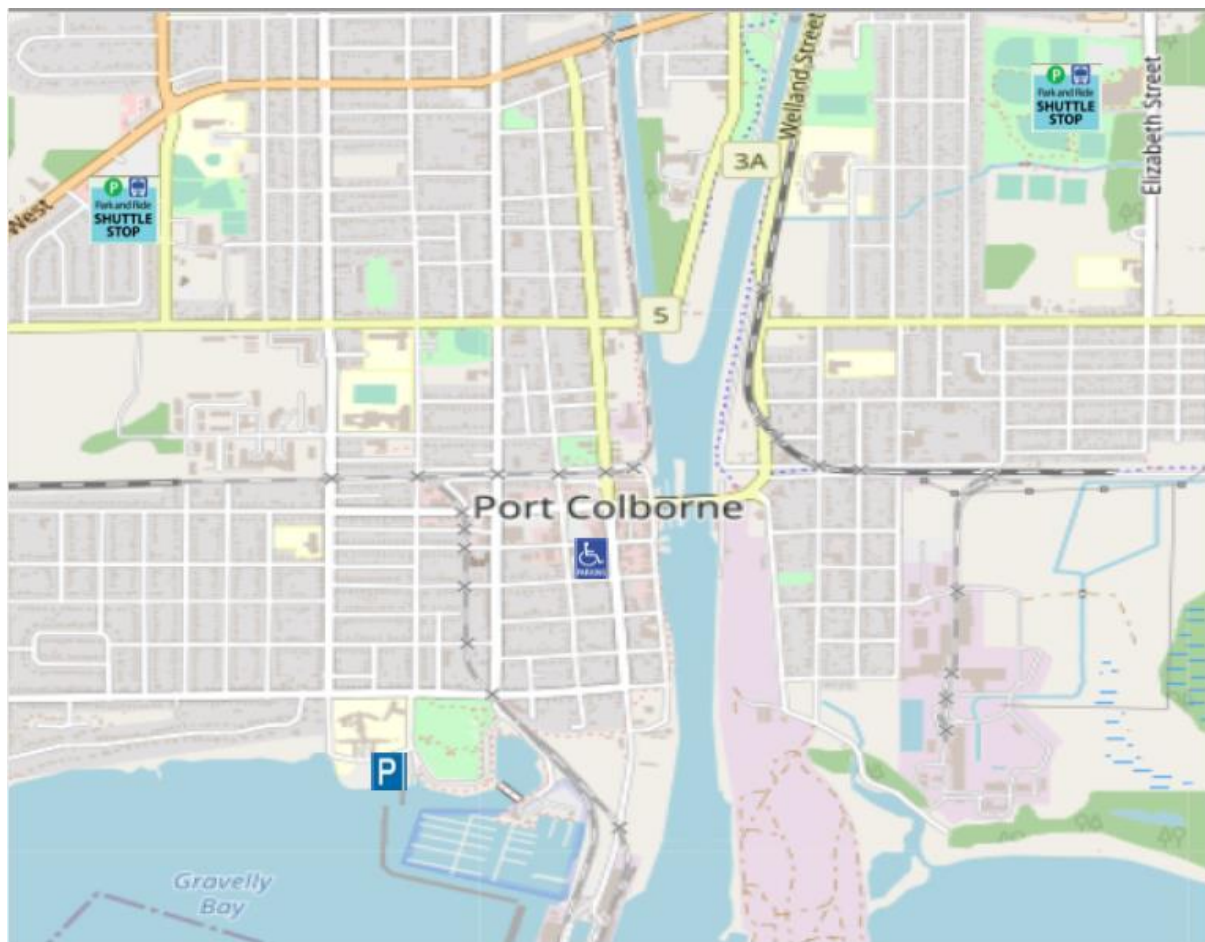 Welland Street
P
Park and Ride
SHUTTLE
STOP
Elizabeth Street
3A
P
Park and Ride
SHUTTLE
STOP
West
5
Port Colborne
PARKING
P
Gravelly
Bay